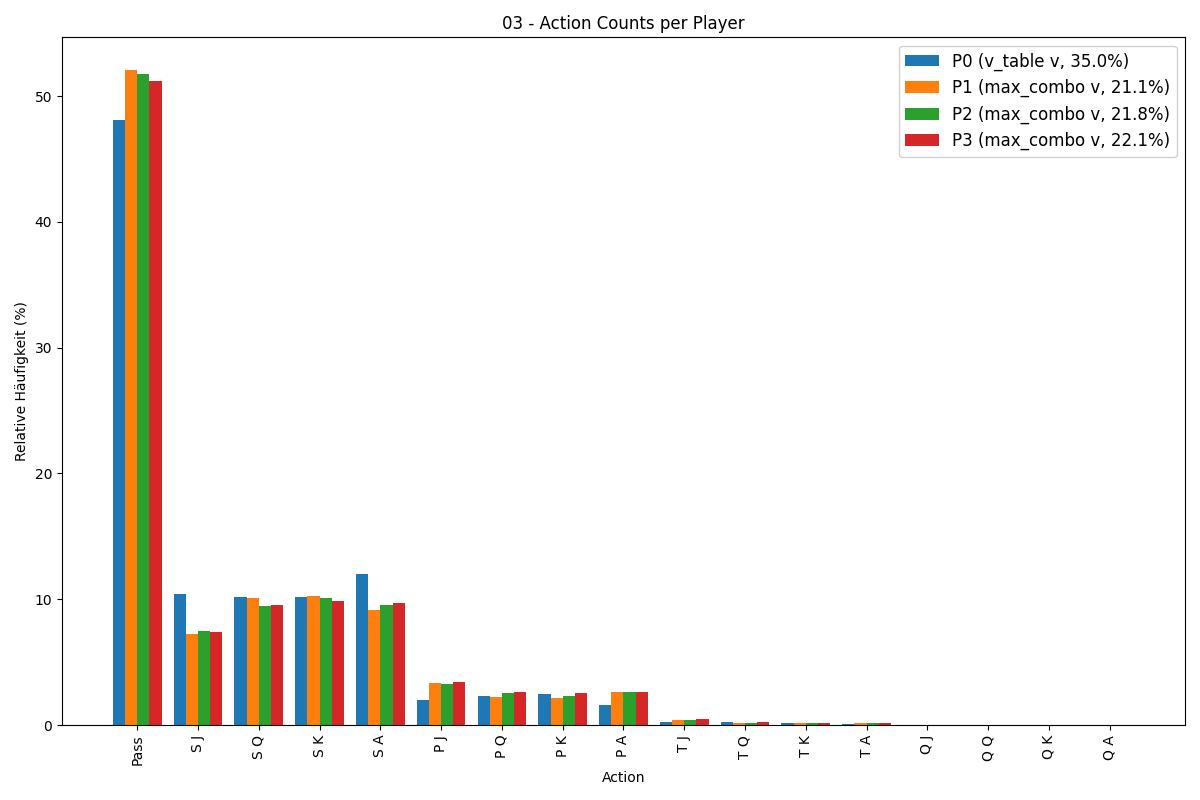 03 - Action Counts per Player
P0 (v_table v, 35.0%)
P1 (max_combo v, 21.1%)
P2 (max_combo v, 21.8%)
P3 (max_combo v, 22.1%)
Relative Häufigkeit (%)
50
40
30
20
10
0
Pass
S J
S Q
S K
S A
P J
P Q
P K
P A
T J
T Q
T K
T A
Q J
Q Q
Q K
Q A
Action